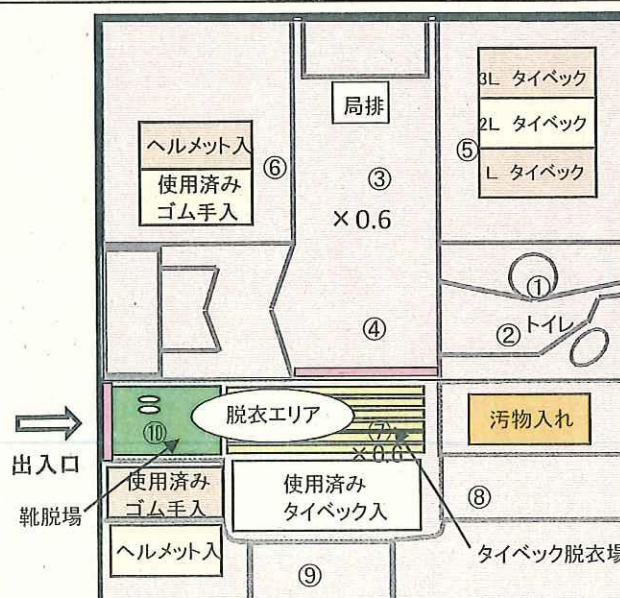 局排
3L タイベック
2L タイベック
L タイベック
⑤
ヘルメット入
使用済み
ゴム手入
⑥
③
×0.6
①
②
トイレ
④
出入口
⑩
脱衣エリア
(7)
×0.6
汚物入れ
靴脱場
使用済み
ゴム手入
ヘルメット入
使用済み
タイベック入
⑧
タイベック脱衣場
⑨